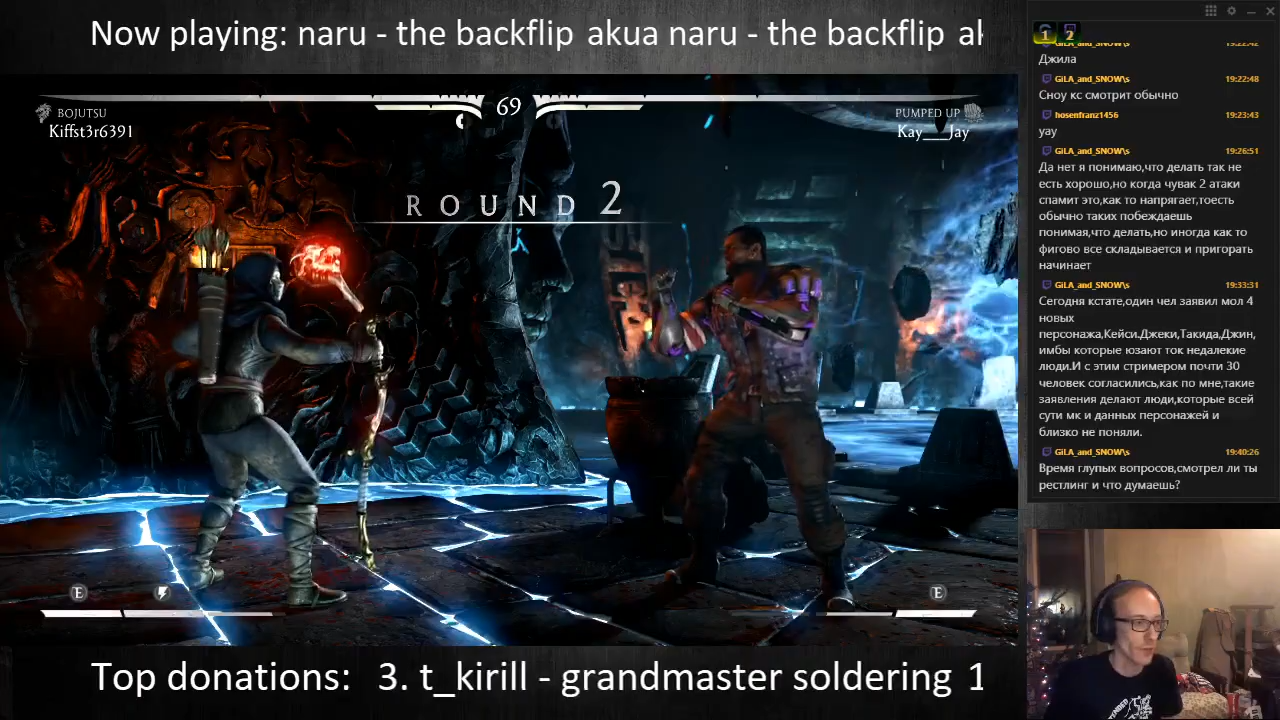 Now playing: naru - the backflip akua naru - the backflip
BOJUTSU
Kiffst3r6391
69
PUMPED UP
Kay___Jay
ROUND 2
E
E
Top donations: 3. t_kirill - grandmaster soldering 1
1 2
GiLA_and_SNOW\s 19:22:42
Джила
GiLA_and_SNOW\s 19:22:48
Сноу кс смотрит обычно
hosenfranz1456 19:23:43
yay
GiLA_and_SNOW\s 19:26:51
Да нет я понимаю,что делать так не
есть хорошо,но когда чувак 2 атаки
спамит это,как то напрягает,тоесть
обычно таких побеждаешь
понимая,что делать,но иногда как то
фигово все складывается и пригорать
начинает
GiLA_and_SNOW\s 19:33:31
Сегодня кстате,один чел заявил мол 4
новых
персонажа,Кейси.Джеки,Такида,Джин,
имбы которые юзают ток недалекие
люди.И с этим стримером почти 30
человек согласились,как по мне,такие
заявления делают люди,которые всей
сути мк и данных персонажей и
близко не поняли.
GiLA_and_SNOW\s 19:40:26
Время глупых вопросов,смотрел ли ты
рестлинг и что думаешь?